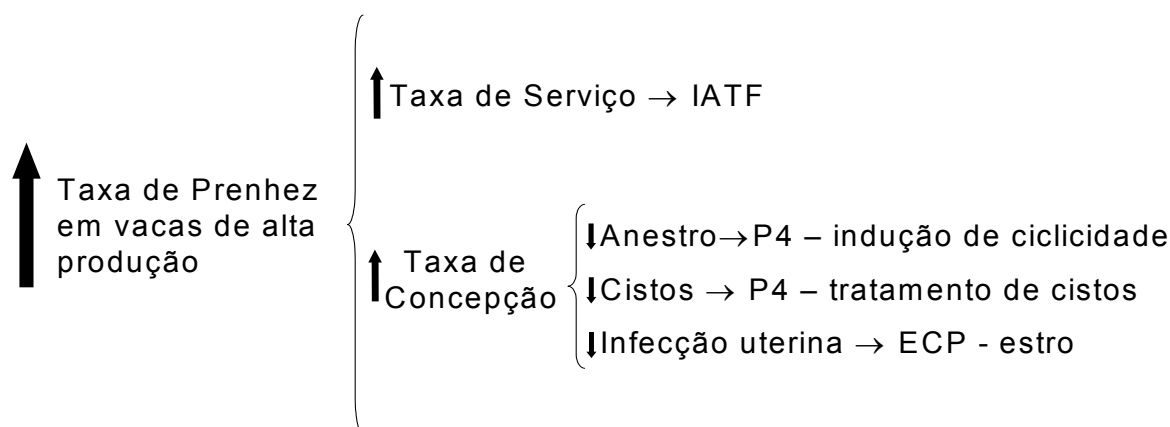 Taxa de Serviço → IATF
Taxa de Prenhez
em vacas de alta
produção
Taxa de
Concepção
Anestro→P4 – indução de ciclicidade
Cistos → P4 – tratamento de cistos
Infecção uterina → ECP - estro